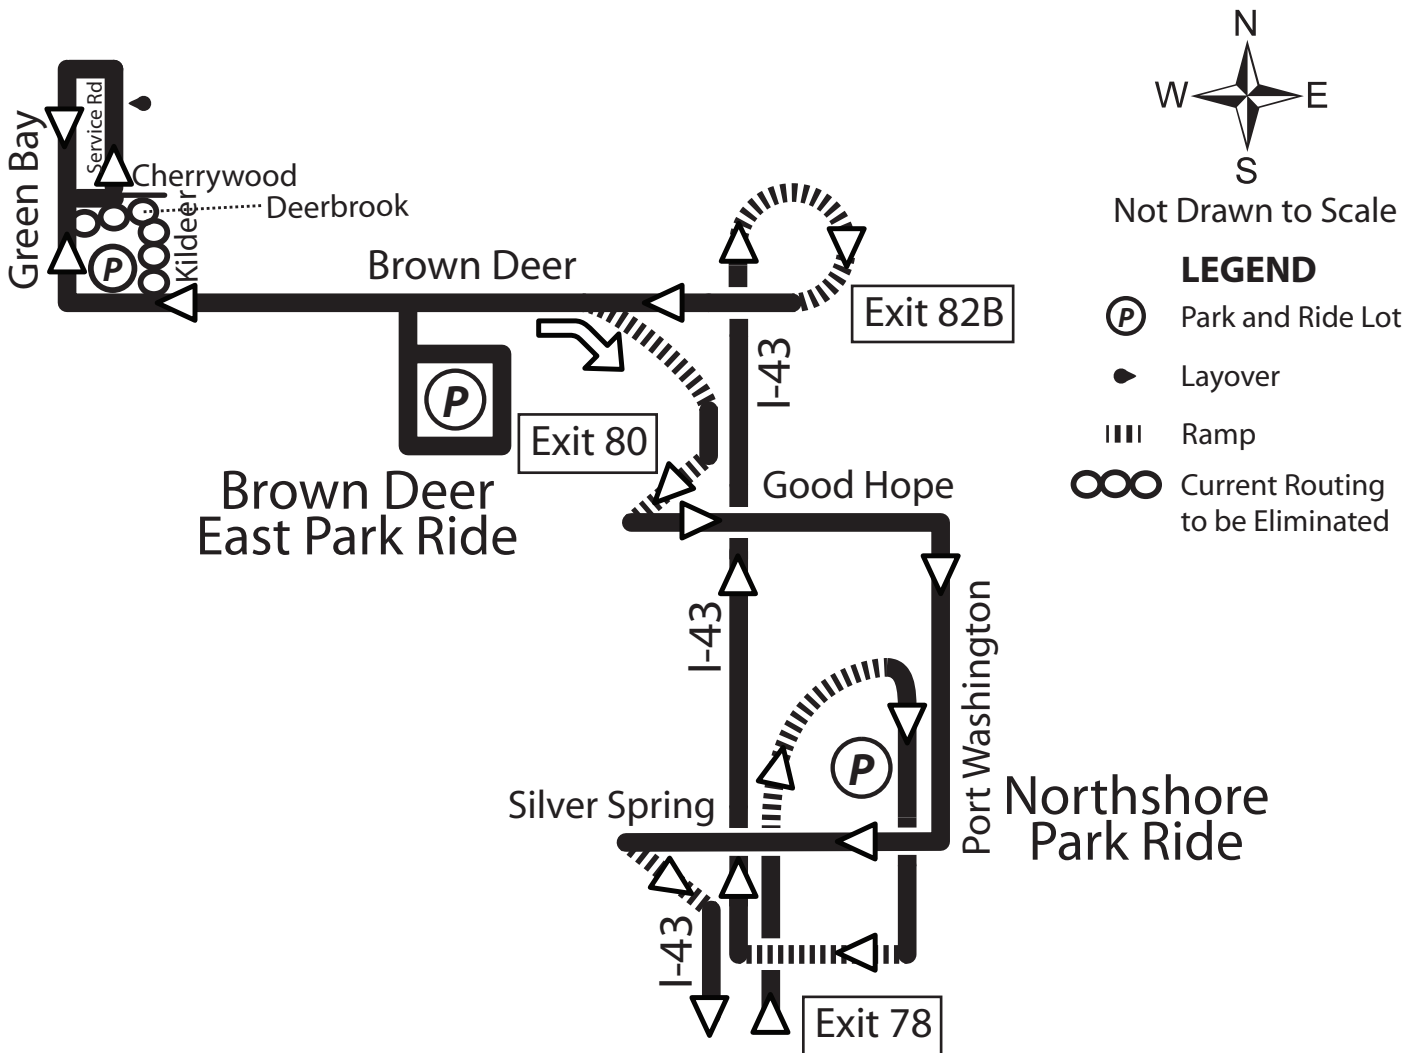 N
W E
S
Not Drawn to Scale
LEGEND
P Park and Ride Lot
Layover
Ramp
Current Routing
to be Eliminated
Green Bay
Service Rd
Cherrywood
Deerbrook
Kildeer
P
Brown Deer
Exit 82B
I-43
P
Exit 80
Brown Deer
East Park Ride
Good Hope
I-43
Port Washington
P
Silver Spring
Northshore
Park Ride
I-43
Exit 78